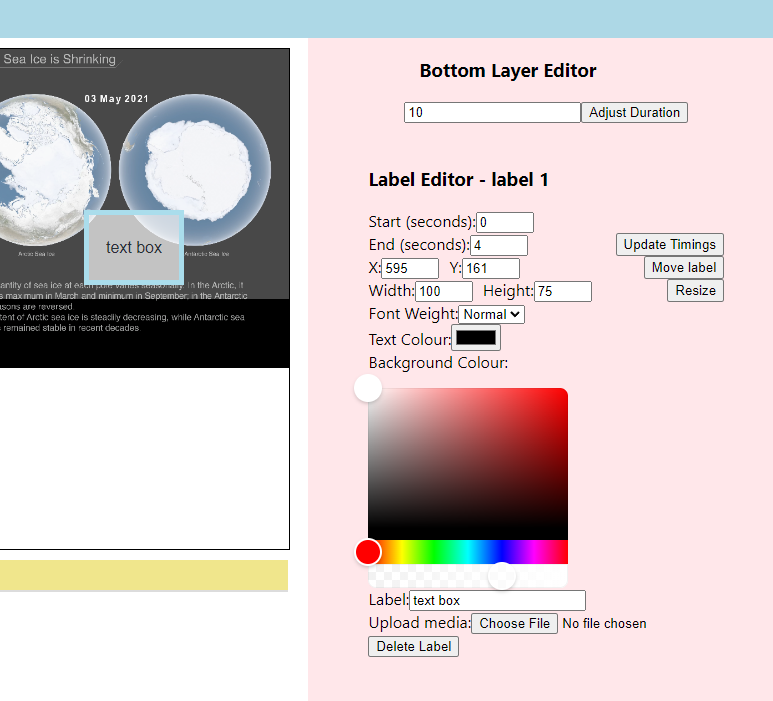 Sea Ice is Shrinking
03 May 2021
Arctic Sea Ice
Antarctic Sea Ice
text box
antity of sea ice at each pole varies seasonally. In the Arctic, it
s maximum in March and minimum in September; in the Antarctic
asons are reversed
tent of Arctic sea ice is steadily decreasing, while Antarctic sea
s remained stable in recent decades.
Bottom Layer Editor
10 Adjust Duration
Label Editor - label 1
Start (seconds): 0
End (seconds): 4 Update Timings
X: 595 Y: 161 Move label
Width: 100 Height: 75 Resize
Font Weight: Normal
Text Colour:
Background Colour:
Label: text box
Upload media: Choose File No file chosen
Delete Label